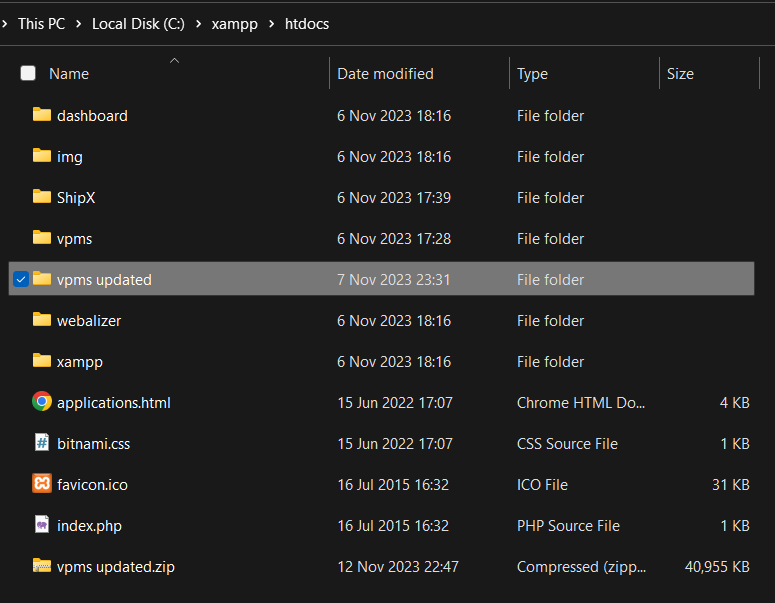 This PC > Local Disk (C:) > xampp > htdocs
Name Date modified Type Size
dashboard 6 Nov 2023 18:16 File folder
img 6 Nov 2023 18:16 File folder
ShipX 6 Nov 2023 17:39 File folder
vpms 6 Nov 2023 17:28 File folder
vpms updated 7 Nov 2023 23:31 File folder
webalizer 6 Nov 2023 18:16 File folder
xampp 6 Nov 2023 18:16 File folder
applications.html 15 Jun 2022 17:07 Chrome HTML Do... 4 KB
bitnami.css 15 Jun 2022 17:07 CSS Source File 1 KB
favicon.ico 16 Jul 2015 16:32 ICO File 31 KB
index.php 16 Jul 2015 16:32 PHP Source File 1 KB
vpms updated.zip 12 Nov 2023 22:47 Compressed (zipp... 40,955 KB